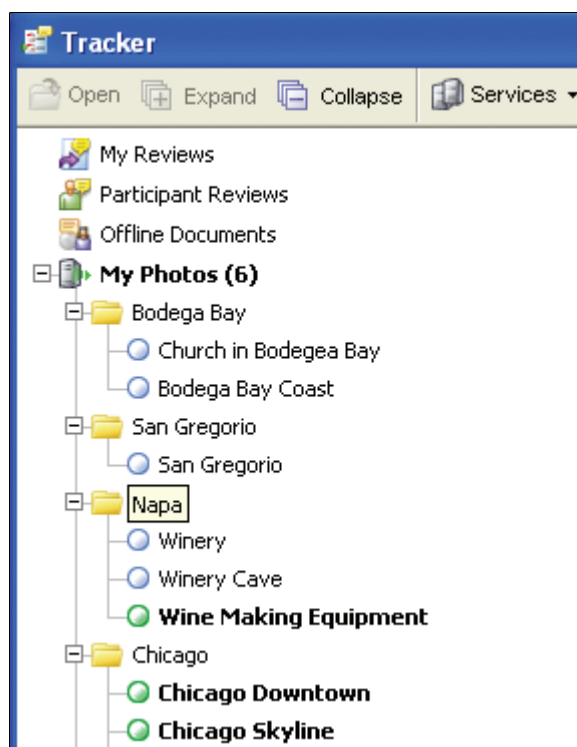 Tracker
Open Expand Collapse Services
My Reviews
Participant Reviews
Offline Documents
My Photos (6)
Bodega Bay
Church in Bodegea Bay
Bodega Bay Coast
San Gregorio
San Gregorio
Napa
Winery
Winery Cave
Wine Making Equipment
Chicago
Chicago Downtown
Chicago Skyline